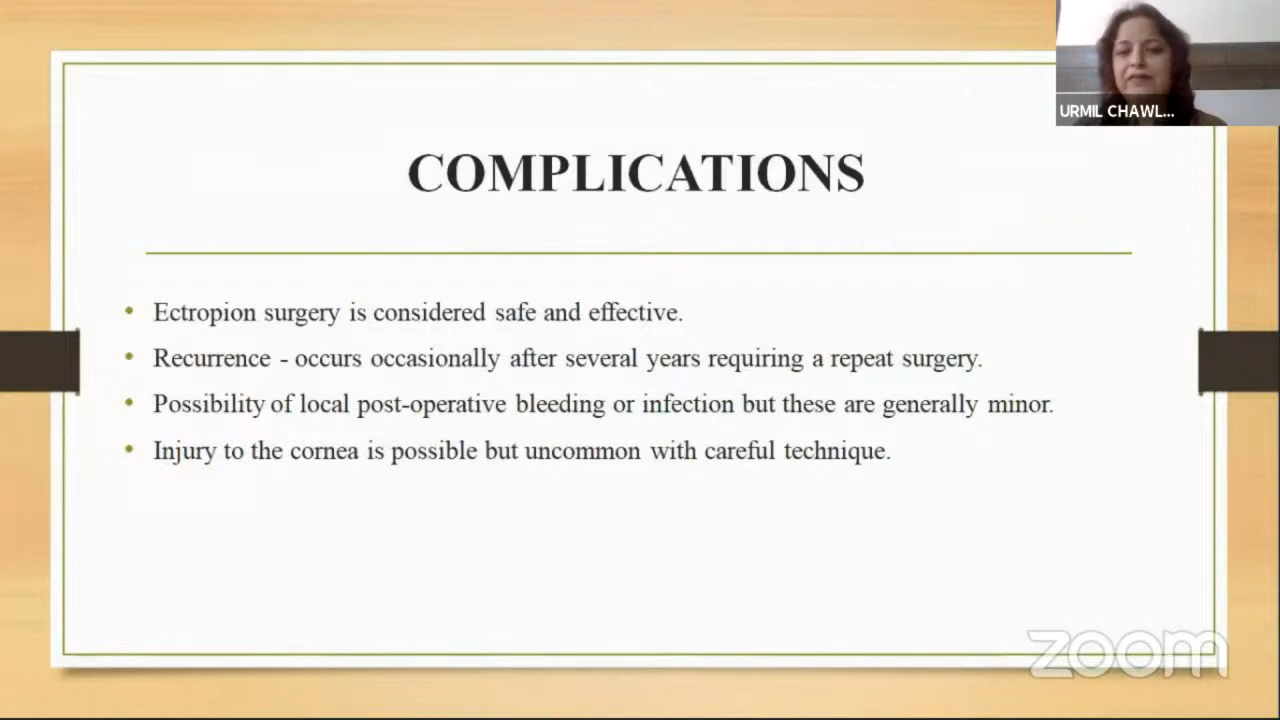 URMIL CHAWL...
COMPLICATIONS
• Ectropion surgery is considered safe and effective.
• Recurrence - occurs occasionally after several years requiring a repeat surgery.
• Possibility of local post-operative bleeding or infection but these are generally minor.
• Injury to the cornea is possible but uncommon with careful technique.
zoom